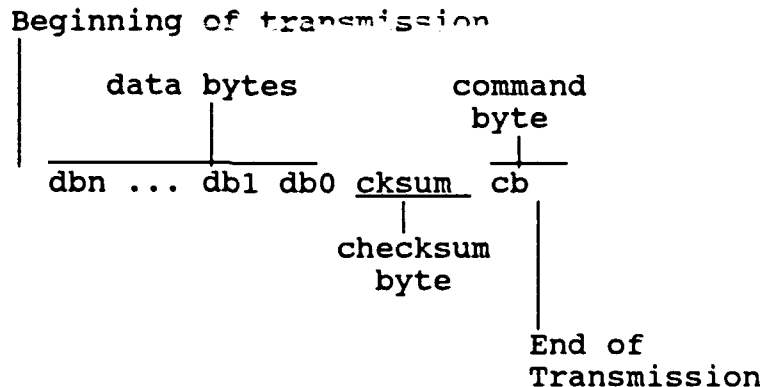 Beginning of transmission
data bytes command
byte
dbn ... db1 db0 cksum cb
checksum
byte
End of
Transmission